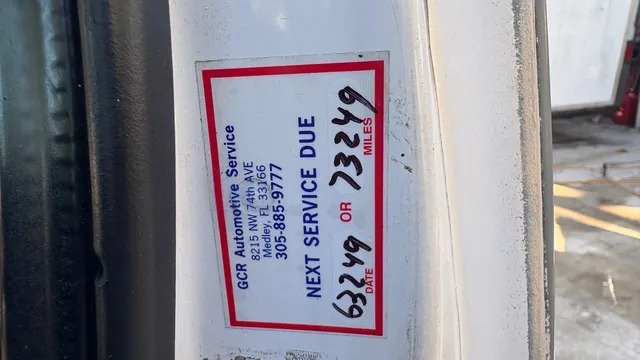 GCR Automotive Service
8215 NW 74th AVE
Medley, FL 33166
305-885-9777
NEXT SERVICE DUE
63249 OR 73249
DATE MILES